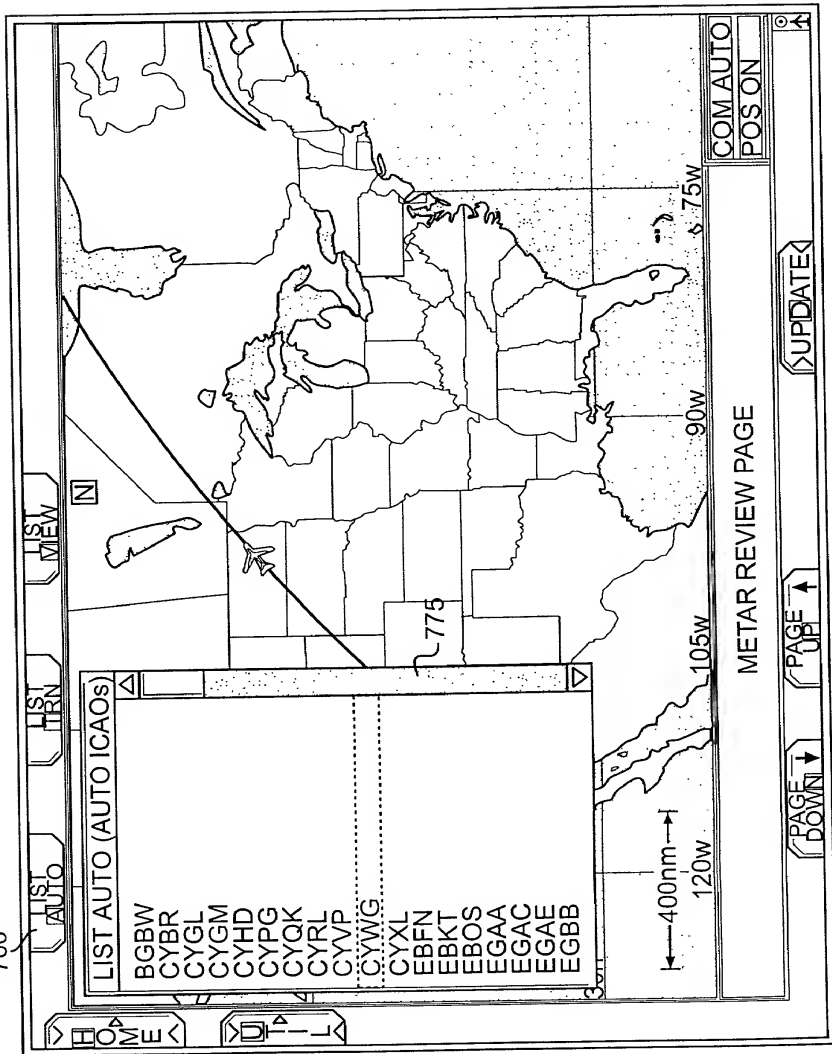 LIST
AUTO
LIST
TRN
LIST
VIEW
>HOME<
>UTIL<
N
LIST AUTO (AUTO ICAOs)
BGBW
CYBR
CYGL
CYGM
CYHD
CYPG
CYQK
CYRL
CYVP
CYWG
CYXL
EBFN
EBKT
EBOS
EGAA
EGAC
EGAE
EGBB
775
400nm
120w
105w
90w
75w
METAR REVIEW PAGE
COM AUTO
POS ON
PAGE
DOWN
PAGE
UP
>UPDATE<